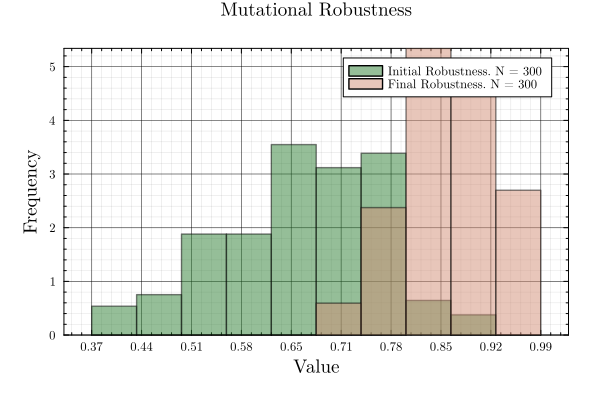 Mutational Robustness
Initial Robustness. N = 300
Final Robustness. N = 300
Frequency
5
4
3
2
1
0
0.37 0.44 0.51 0.58 0.65 0.71 0.78 0.85 0.92 0.99
Value